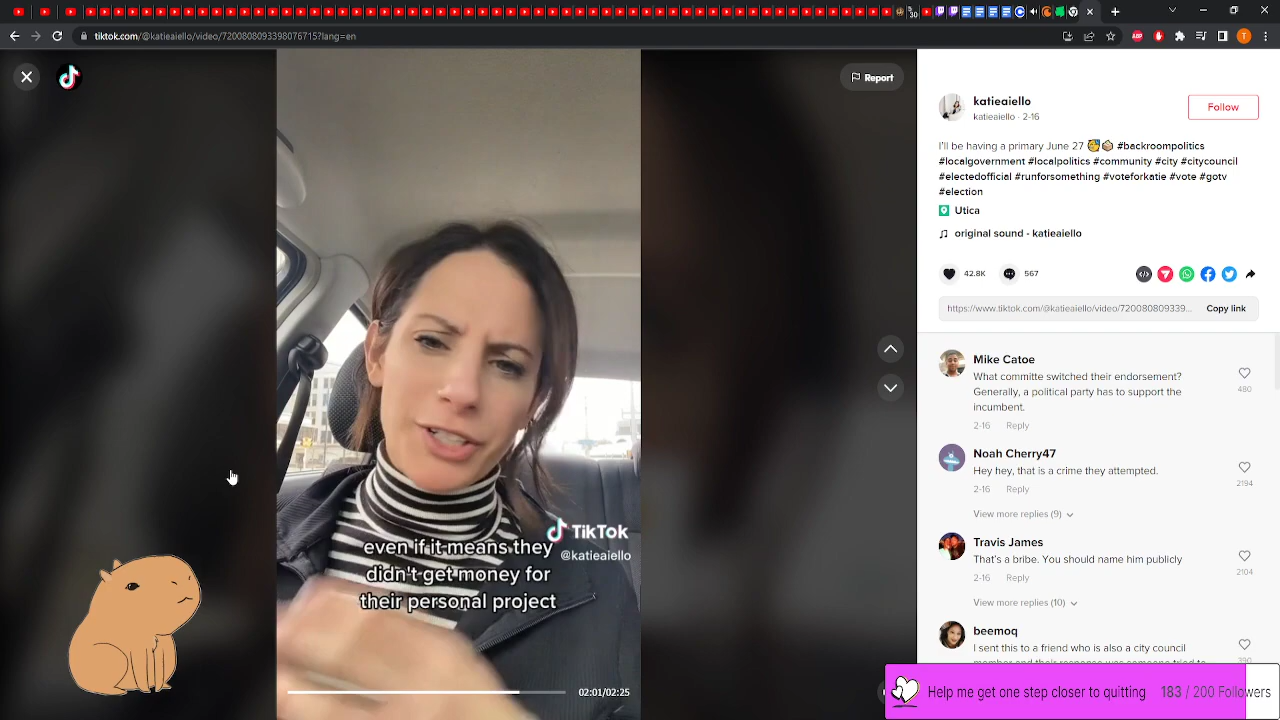 30
T
tiktok.com/@katieaiello/video/7200808093398076715?lang=en
Report
katieaiello
katieaiello · 2-16
Follow
I'll be having a primary June 27 #backroompolitics
#localgovernment #localpolitics #community #city #citycouncil
#electedofficial #runforsomething #voteforkatie #vote #gotv
#election
Utica
original sound - katieaiello
42.8K
567
https://www.tiktok.com/@katieaiello/video/720080809339...
Copy link
Mike Catoe
What committe switched their endorsement?
Generally, a political party has to support the
incumbent.
480
2-16 Reply
Noah Cherry47
Hey hey, that is a crime they attempted.
2194
2-16 Reply
View more replies (9)
Travis James
That's a bribe. You should name him publicly
2104
2-16 Reply
View more replies (10)
beemoq
I sent this to a friend who is also a city council
TikTok
@katieaiello
even if it means they
didn't get money for
their personal project
02:01/02:25
Help me get one step closer to quitting 183 / 200 Followers